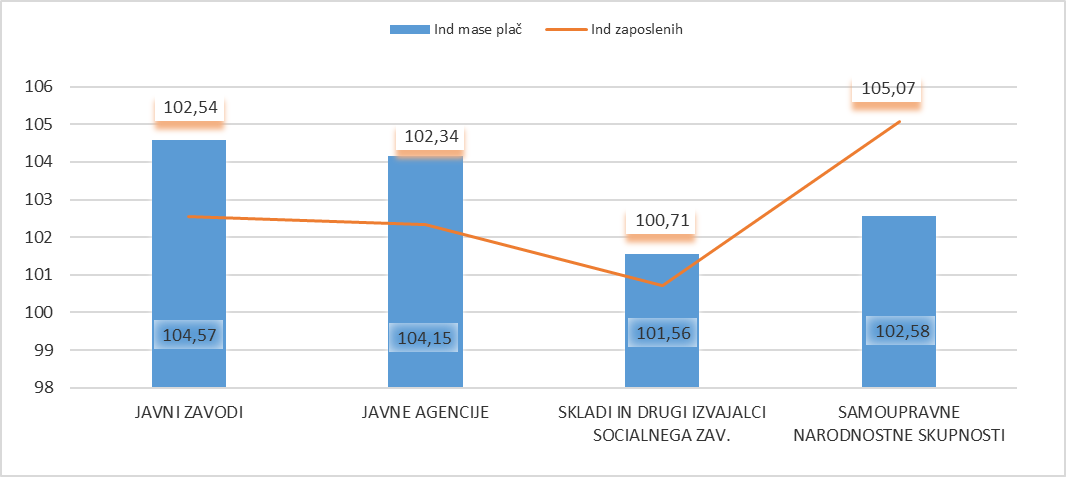 Ind mase plač
Ind zaposlenih
106
105
104
103
102
101
100
99
98
102,54
102,34
100,71
105,07
104,57
104,15
101,56
102,58
JAVNI ZAVODI
JAVNE AGENCIJE
SKLADI IN DRUGI IZVAJALCI
SOCIALNEGA ZAV.
SAMOUPRAVNE
NARODNOSTNE SKUPNOSTI